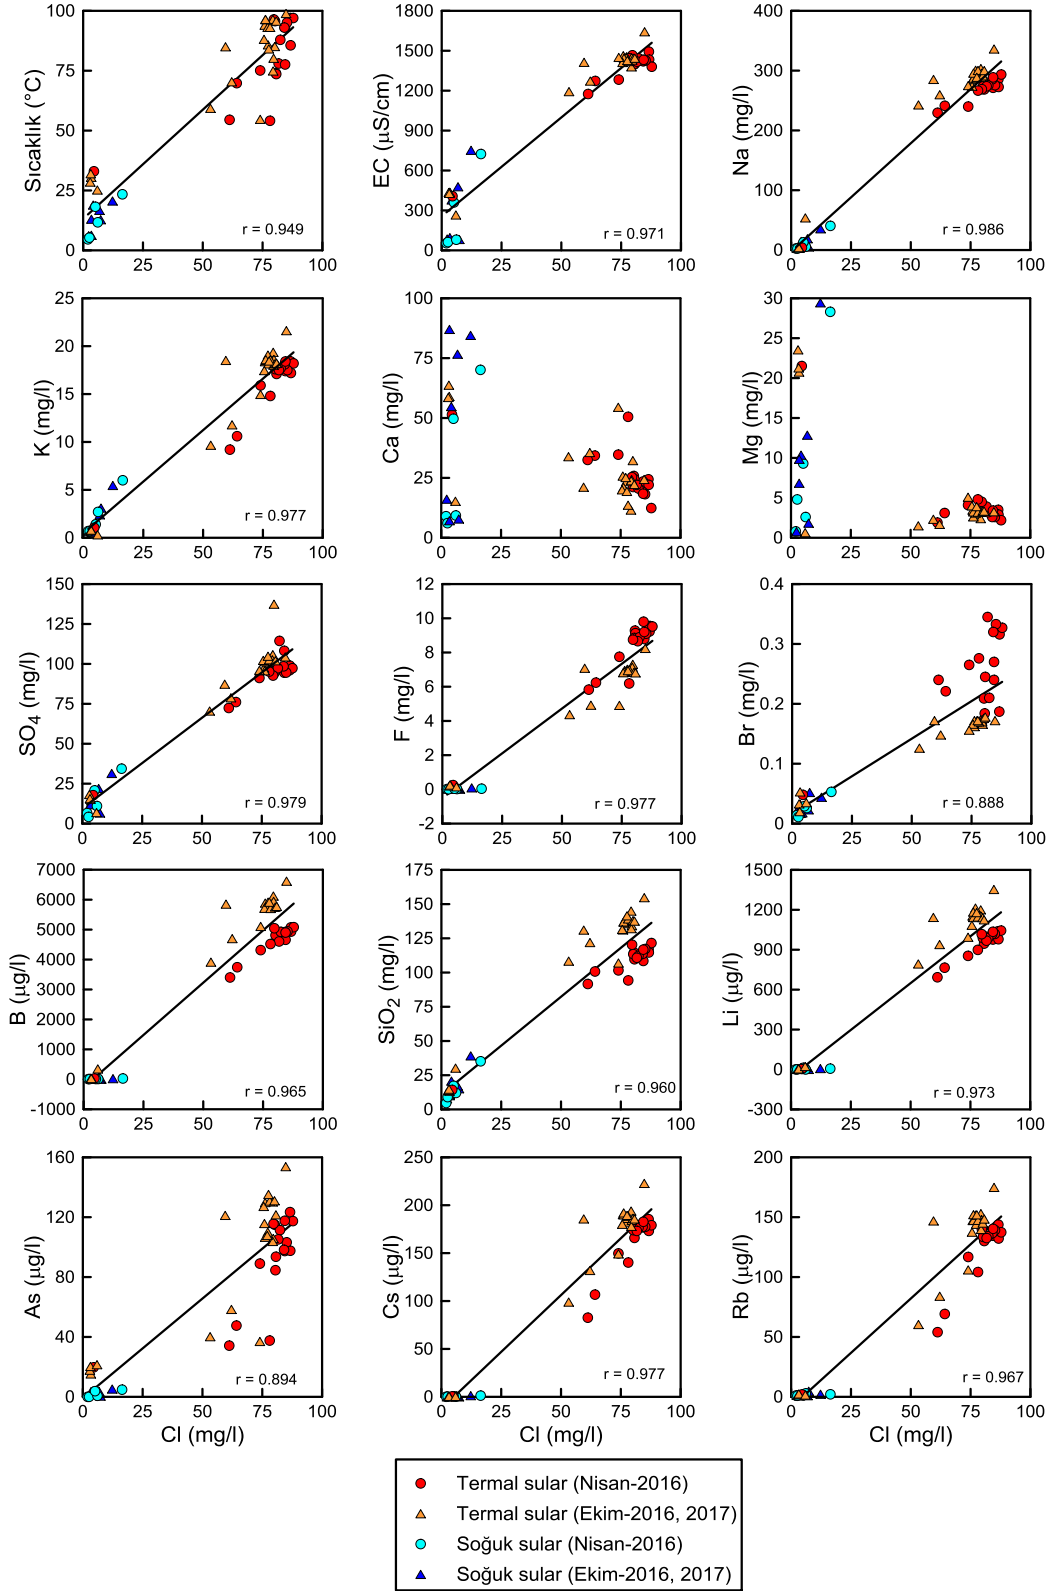 100
75
50
25
0
Sıcaklık (°C)
r = 0.949
0 25 50 75 100
1800
1500
1200
900
600
300
0
EC (µS/cm)
r = 0.971
0 25 50 75 100
400
300
200
100
0
Na (mg/l)
r = 0.986
0 25 50 75 100
25
20
15
10
5
0
K (mg/l)
r = 0.977
0 25 50 75 100
100
75
50
25
0
Ca (mg/l)
0 25 50 75 100
30
25
20
15
10
5
0
Mg (mg/l)
0 25 50 75 100
150
125
100
75
50
25
0
SO4 (mg/l)
r = 0.979
0 25 50 75 100
12
10
8
6
4
2
0
-2
F (mg/l)
r = 0.977
0 25 50 75 100
0.4
0.3
0.2
0.1
0
Br (mg/l)
r = 0.888
0 25 50 75 100
7000
6000
5000
4000
3000
2000
1000
0
-1000
B (µg/l)
r = 0.965
0 25 50 75 100
175
150
125
100
75
50
25
0
SiO2 (mg/l)
r = 0.960
0 25 50 75 100
1500
1200
900
600
300
0
-300
Li (µg/l)
r = 0.973
0 25 50 75 100
160
120
80
40
0
As (µg/l)
r = 0.894
0 25 50 75 100
Cl (mg/l)
250
200
150
100
50
0
Cs (µg/l)
r = 0.977
0 25 50 75 100
Cl (mg/l)
200
150
100
50
0
Rb (µg/l)
r = 0.967
0 25 50 75 100
Cl (mg/l)
Termal sular (Nisan-2016)
Termal sular (Ekim-2016, 2017)
Soğuk sular (Nisan-2016)
Soğuk sular (Ekim-2016, 2017)